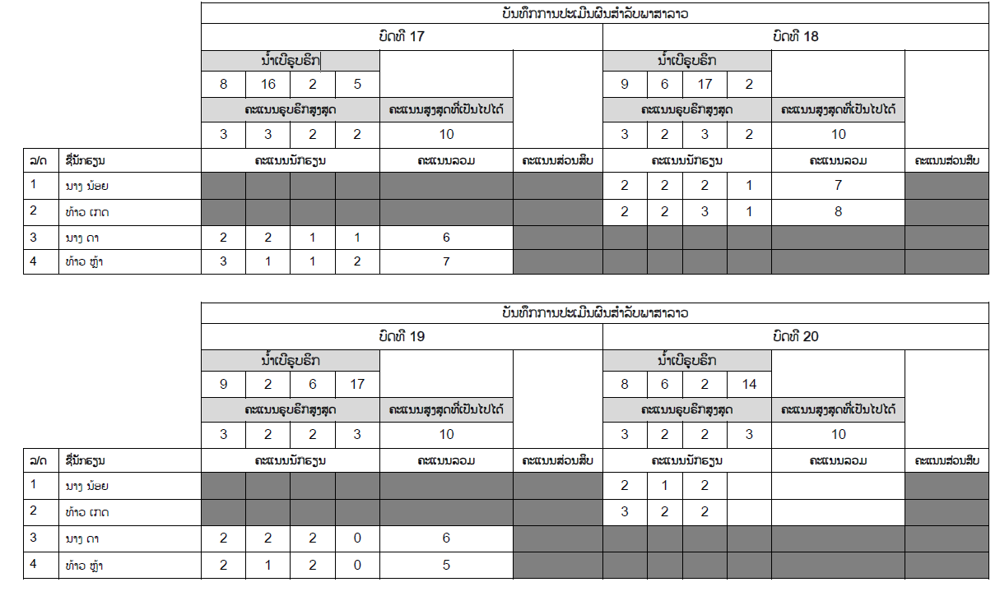 ບັນທຶກການປະເມີນຜົນສຳລັບພາສາລາວ
ບົດທີ 17 ບົດທີ 18
ນ້ຳເບີຣູບຣິກ ນ້ຳເບີຣູບຣິກ
8 16 2 5 9 6 17 2
ຄະແນນຣູບຣິກສູງສຸດ ຄະແນນສູງສຸດທີ່ເປັນໄປໄດ້ ຄະແນນຣູບຣິກສູງສຸດ ຄະແນນສູງສຸດທີ່ເປັນໄປໄດ້
3 3 2 2 10 3 2 3 2 10
ລ/ດ ຊື່ນັກຮຽນ ຄະແນນນັກຮຽນ ຄະແນນລວມ ຄະແນນສ່ວນສິບ ຄະແນນນັກຮຽນ ຄະແນນລວມ ຄະແນນສ່ວນສິບ
1 ນາງ ນ້ອຍ 2 2 2 1 7
2 ທ້າວ ເກດ 2 2 3 1 8
3 ນາງ ດາ 2 2 1 1 6
4 ທ້າວ ຫຼ້າ 3 1 1 2 7
ບັນທຶກການປະເມີນຜົນສຳລັບພາສາລາວ
ບົດທີ 19 ບົດທີ 20
ນ້ຳເບີຣູບຣິກ ນ້ຳເບີຣູບຣິກ
9 2 6 17 8 6 2 14
ຄະແນນຣູບຣິກສູງສຸດ ຄະແນນສູງສຸດທີ່ເປັນໄປໄດ້ ຄະແນນຣູບຣິກສູງສຸດ ຄະແນນສູງສຸດທີ່ເປັນໄປໄດ້
3 2 2 3 10 3 2 2 3 10
ລ/ດ ຊື່ນັກຮຽນ ຄະແນນນັກຮຽນ ຄະແນນລວມ ຄະແນນສ່ວນສິບ ຄະແນນນັກຮຽນ ຄະແນນລວມ ຄະແນນສ່ວນສິບ
1 ນາງ ນ້ອຍ 2 1 2
2 ທ້າວ ເກດ 3 2 2
3 ນາງ ດາ 2 2 2 0 6
4 ທ້າວ ຫຼ້າ 2 1 2 0 5